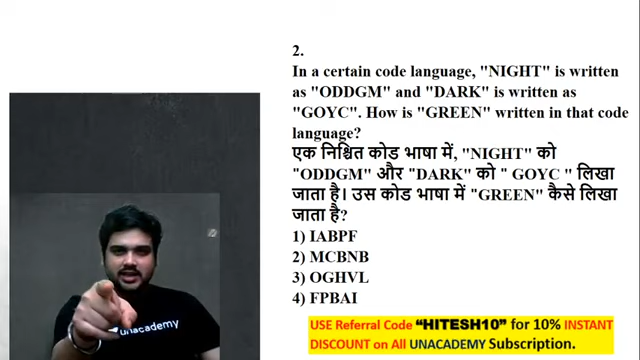 2.
In a certain code language, "NIGHT" is written
as "ODDGM" and "DARK" is written as
"GOYC". How is "GREEN" written in that code
language?
एक निश्चित कोड भाषा में, "NIGHT" को
"ODDGM" और "DARK" को " GOYC " लिखा
जाता है। उस कोड भाषा में "GREEN" कैसे लिखा
जाता है?
1) IABPF
2) MCBNB
3) OGHVL
4) FPBAI
unacademy
USE Referral Code “HITESH10” for 10% INSTANT
DISCOUNT on All UNACADEMY Subscription.